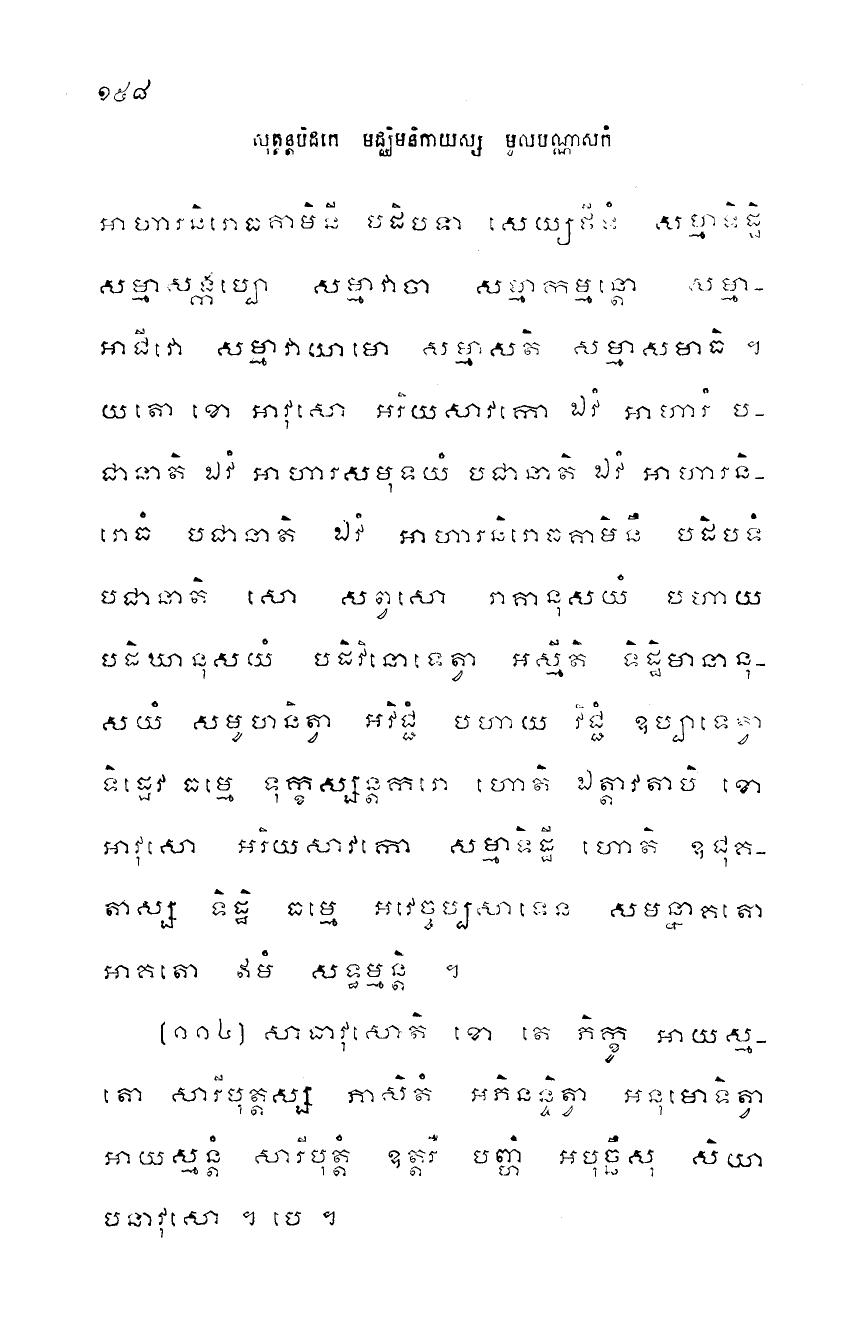 ១៥៨
សុត្តន្តបិដកេ មជ្ឈិមនិកាយស្ស មូលបណ្ណាសកំ
អាហារនិរោធគាមិនី បដិបទា សេយ្យថីទំ សម្មាទិដ្ឋិ
សម្មាសង្កប្បោ សម្មាវាចា សម្មាកម្មន្តោ សម្មា-
អាជីវោ សម្មាវាយាមោ សម្មាសតិ សម្មាសមាធិ ។
យតោ ខោ អាវុសោ អរិយសាវកោ ឯវំ អាហារំ ប-
ជានាតិ ឯវំ អាហារសមុទយំ បជានាតិ ឯវំ អាហារនិ-
រោធំ បជានាតិ ឯវំ អាហារនិរោធគាមិនឹ បដិបទំ
បជានាតិ សោ សព្វសោ រាគានុសយំ បហាយ
បដិឃានុសយំ បដិវិនោទេត្វា អស្មីតិ ទិដ្ឋិមានានុ-
សយំ សមូហនិត្វា អវិជ្ជំ បហាយ វិជ្ជំ ឧប្បាទេត្វា
ទិដ្ឋេវ ធម្មេ ទុក្ខស្សន្តករោ ហោតិ ឯត្តាវតាបិ ខោ
អាវុសោ អរិយសាវកោ សម្មាទិដ្ឋី ហោតិ ឧជុគ-
តាស្ស ទិដ្ឋិ ធម្មេ អវេច្ចប្បសាទេន សមន្នាគតោ
អាគតោ ឥមំ សទ្ធម្មន្តិ ។
(១១៤) សាធាវុសោតិ ខោ តេ ភិក្ខូ អាយស្ម-
តោ សារីបុត្តស្ស ភាសិតំ អភិនន្ទិត្វា អនុមោទិត្វា
អាយស្មន្តំ សារីបុត្តំ ឧត្តរឹ បញ្ហំ អបុច្ឆឹសុ សិយា
បនាវុសោ ។ បេ ។